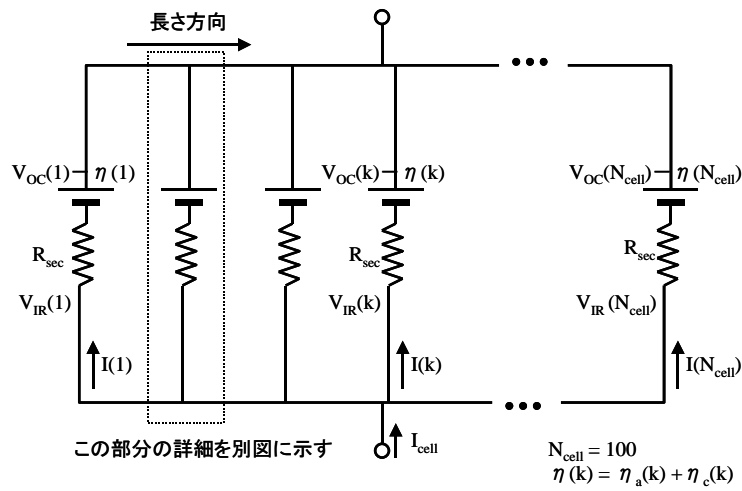 長さ方向
V_OC(1) − η(1)
V_OC(k) − η(k)
V_OC(N_cell) − η(N_cell)
R_sec
R_sec
R_sec
V_IR(1)
V_IR(k)
V_IR(N_cell)
I(1)
I(k)
I(N_cell)
この部分の詳細を別図に示す
I_cell
N_cell = 100
η(k) = η_a(k) + η_c(k)